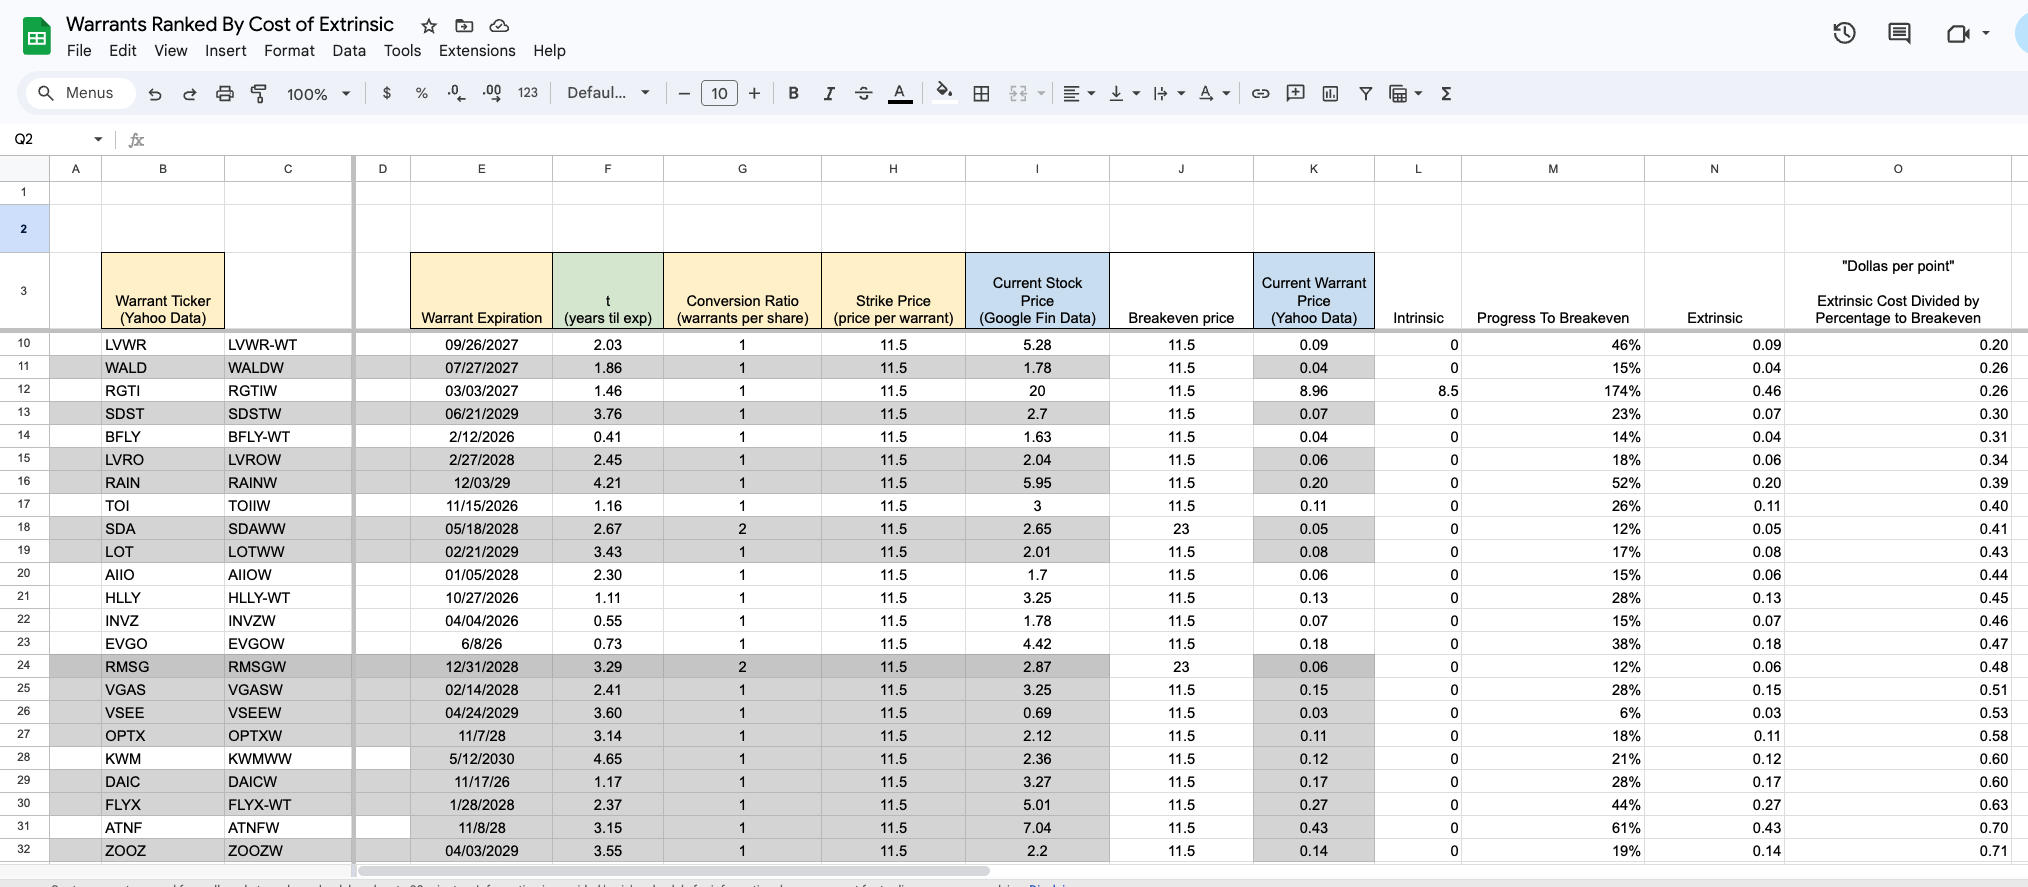 Warrants Ranked By Cost of Extrinsic
File Edit View Insert Format Data Tools Extensions Help
Menus 100% $ % .0 .00 123 Defaul... − 10 + B I S A Σ
Q2 fx
A B C D E F G H I J K L M N O
1
2
3
Warrant Ticker
(Yahoo Data)
Warrant Expiration
t
(years til exp)
Conversion Ratio
(warrants per share)
Strike Price
(price per warrant)
Current Stock
Price
(Google Fin Data)
Breakeven price
Current Warrant
Price
(Yahoo Data)
Intrinsic
Progress To Breakeven
Extrinsic
"Dollas per point"
Extrinsic Cost Divided by
Percentage to Breakeven
10 LVWR LVWR-WT 09/26/2027 2.03 1 11.5 5.28 11.5 0.09 0 46% 0.09 0.20
11 WALD WALDW 07/27/2027 1.86 1 11.5 1.78 11.5 0.04 0 15% 0.04 0.26
12 RGTI RGTIW 03/03/2027 1.46 1 11.5 20 11.5 8.96 8.5 174% 0.46 0.26
13 SDST SDSTW 06/21/2029 3.76 1 11.5 2.7 11.5 0.07 0 23% 0.07 0.30
14 BFLY BFLY-WT 2/12/2026 0.41 1 11.5 1.63 11.5 0.04 0 14% 0.04 0.31
15 LVRO LVROW 2/27/2028 2.45 1 11.5 2.04 11.5 0.06 0 18% 0.06 0.34
16 RAIN RAINW 12/03/29 4.21 1 11.5 5.95 11.5 0.20 0 52% 0.20 0.39
17 TOI TOIIW 11/15/2026 1.16 1 11.5 3 11.5 0.11 0 26% 0.11 0.40
18 SDA SDAWW 05/18/2028 2.67 2 11.5 2.65 23 0.05 0 12% 0.05 0.41
19 LOT LOTWW 02/21/2029 3.43 1 11.5 2.01 11.5 0.08 0 17% 0.08 0.43
20 AIIO AIIOW 01/05/2028 2.30 1 11.5 1.7 11.5 0.06 0 15% 0.06 0.44
21 HLLY HLLY-WT 10/27/2026 1.11 1 11.5 3.25 11.5 0.13 0 28% 0.13 0.45
22 INVZ INVZW 04/04/2026 0.55 1 11.5 1.78 11.5 0.07 0 15% 0.07 0.46
23 EVGO EVGOW 6/8/26 0.73 1 11.5 4.42 11.5 0.18 0 38% 0.18 0.47
24 RMSG RMSGW 12/31/2028 3.29 2 11.5 2.87 23 0.06 0 12% 0.06 0.48
25 VGAS VGASW 02/14/2028 2.41 1 11.5 3.25 11.5 0.15 0 28% 0.15 0.51
26 VSEE VSEEW 04/24/2029 3.60 1 11.5 0.69 11.5 0.03 0 6% 0.03 0.53
27 OPTX OPTXW 11/7/28 3.14 1 11.5 2.12 11.5 0.11 0 18% 0.11 0.58
28 KWM KWMWW 5/12/2030 4.65 1 11.5 2.36 11.5 0.12 0 21% 0.12 0.60
29 DAIC DAICW 11/17/26 1.17 1 11.5 3.27 11.5 0.17 0 28% 0.17 0.60
30 FLYX FLYX-WT 1/28/2028 2.37 1 11.5 5.01 11.5 0.27 0 44% 0.27 0.63
31 ATNF ATNFW 11/8/28 3.15 1 11.5 7.04 11.5 0.43 0 61% 0.43 0.70
32 ZOOZ ZOOZW 04/03/2029 3.55 1 11.5 2.2 11.5 0.14 0 19% 0.14 0.71